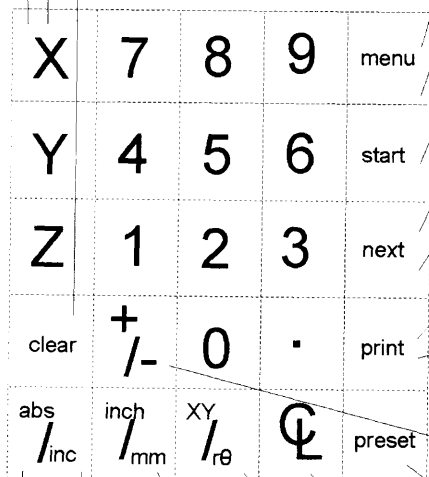 X 7 8 9 menu
Y 4 5 6 start
Z 1 2 3 next
clear +/- 0 . print
abs/inc inch/mm XY/rθ ℄ preset